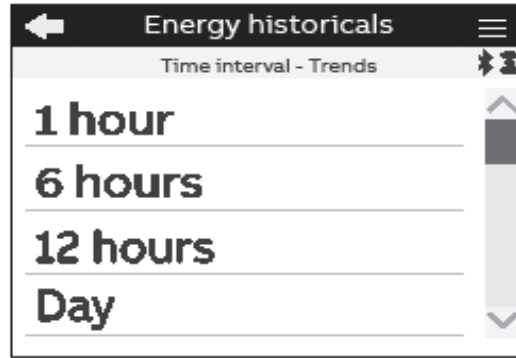 Energy historicals
Time interval - Trends
1 hour
6 hours
12 hours
Day